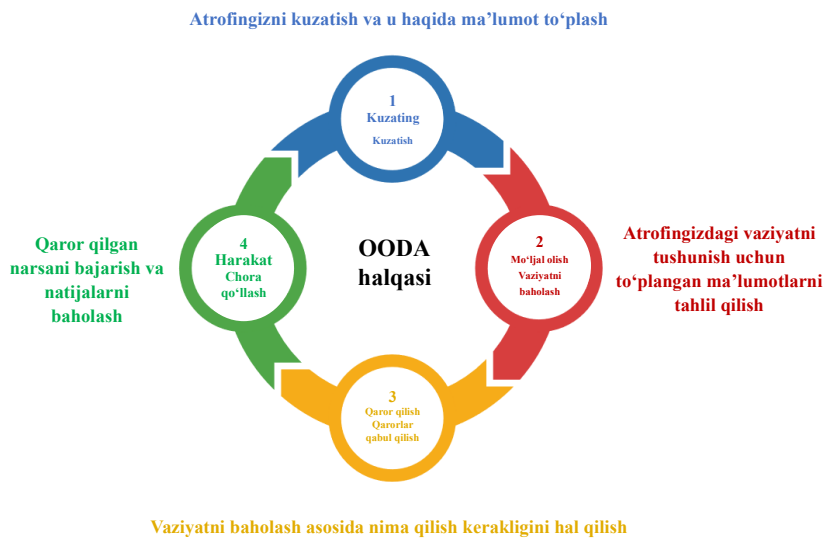 Atrofingizni kuzatish va u haqida ma’lumot to‘plash
1
Kuzating
Kuzatish
2
Mo‘ljal olish
Vaziyatni
baholash
Atrofingizdagi vaziyatni
tushunish uchun
to‘plangan ma’lumotlarni
tahlil qilish
3
Qaror qilish
Qarorlar
qabul qilish
Vaziyatni baholash asosida nima qilish kerakligini hal qilish
4
Harakat
Chora
qo‘llash
Qaror qilgan
narsani bajarish va
natijalarni
baholash
OODA
halqasi